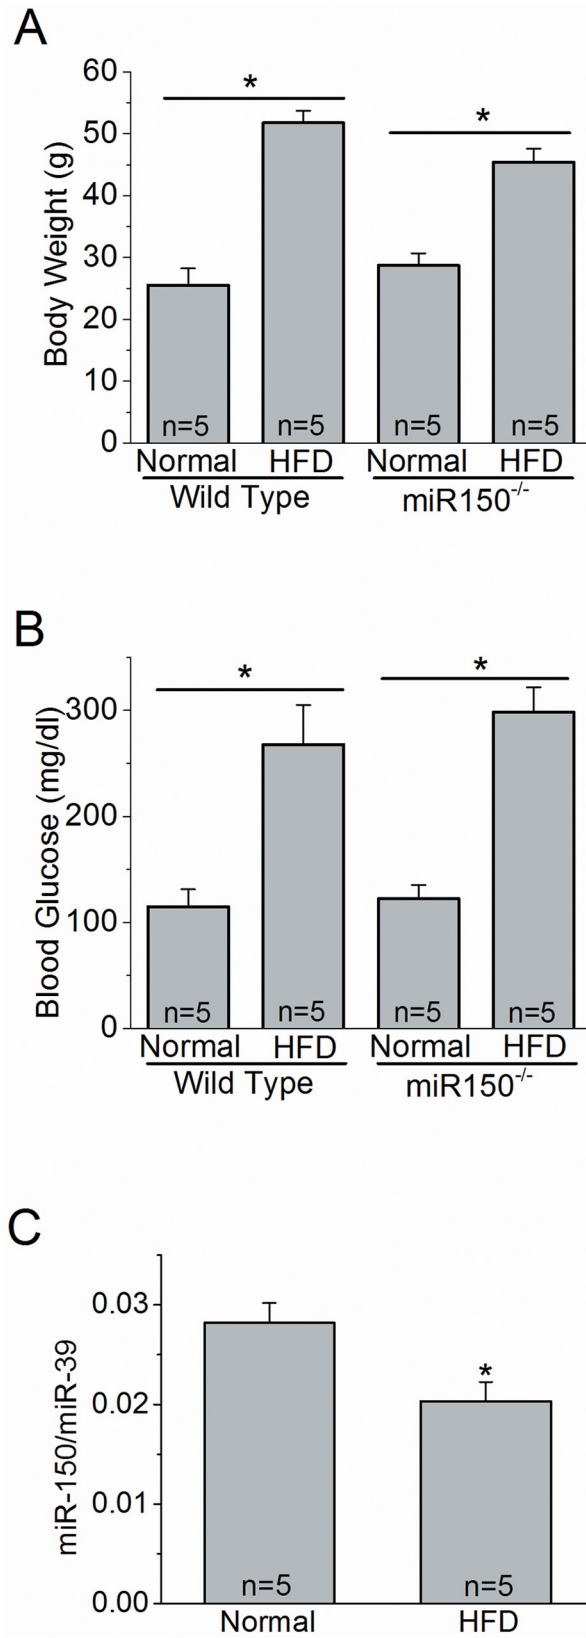 A
Body Weight (g)
60
50
40
30
20
10
0
*
*
n=5 n=5 n=5 n=5
Normal HFD Normal HFD
Wild Type miR150-/-
B
Blood Glucose (mg/dl)
300
200
100
0
*
*
n=5 n=5 n=5 n=5
Normal HFD Normal HFD
Wild Type miR150-/-
C
miR-150/miR-39
0.03
0.02
0.01
0.00
*
n=5 n=5
Normal HFD